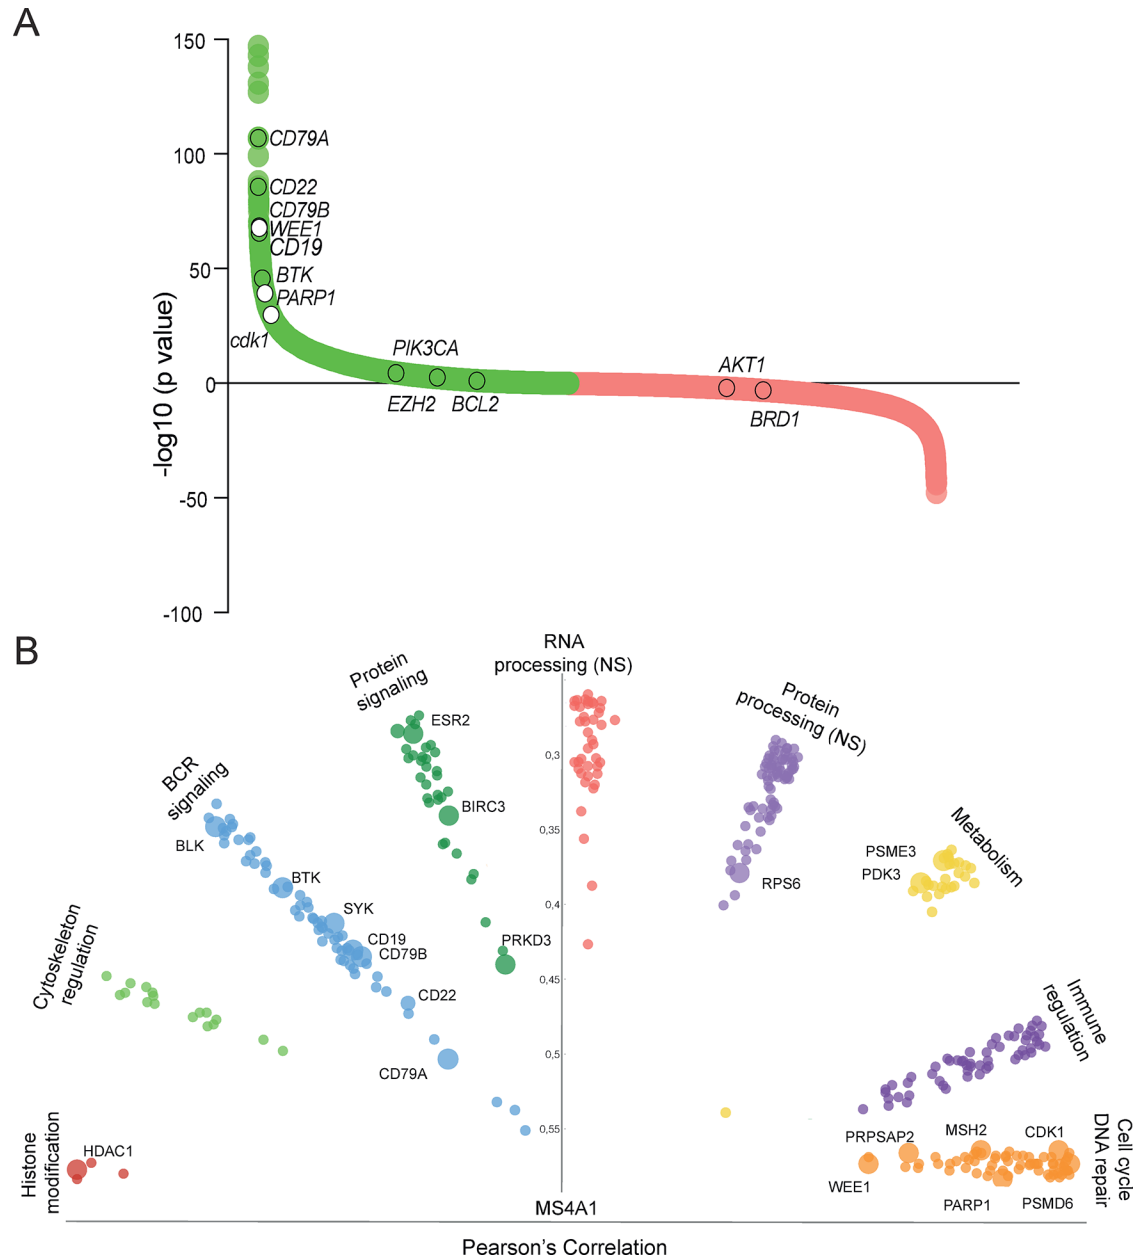 A
150
100
50
0
-50
-100
-log10 (p value)
CD79A
CD22
CD79B
WEE1
CD19
BTK
PARP1
cdk1
PIK3CA
EZH2
BCL2
AKT1
BRD1
B
Histone
modification
HDAC1
Cytoskeleton
regulation
BCR
signaling
BLK
BTK
SYK
CD19
CD79B
CD22
CD79A
Protein
signaling
ESR2
BIRC3
PRKD3
RNA
processing (NS)
0,3
0,35
0,4
0,45
0,5
0,55
Protein
processing (NS)
RPS6
Metabolism
PSME3
PDK3
Immune
regulation
Cell cycle
DNA repair
PRPSAP2
MSH2
CDK1
WEE1
PARP1
PSMD6
MS4A1
Pearson's Correlation